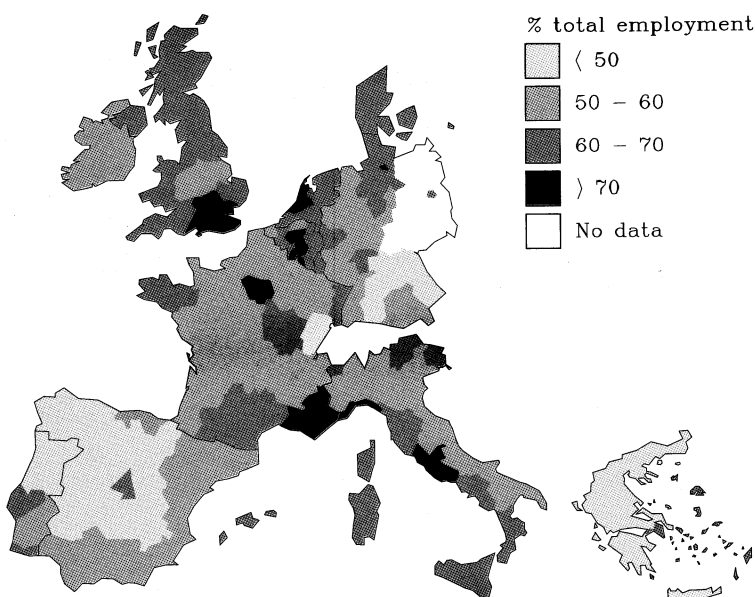 % total employment
⟨ 50
50 – 60
60 – 70
⟩ 70
No data